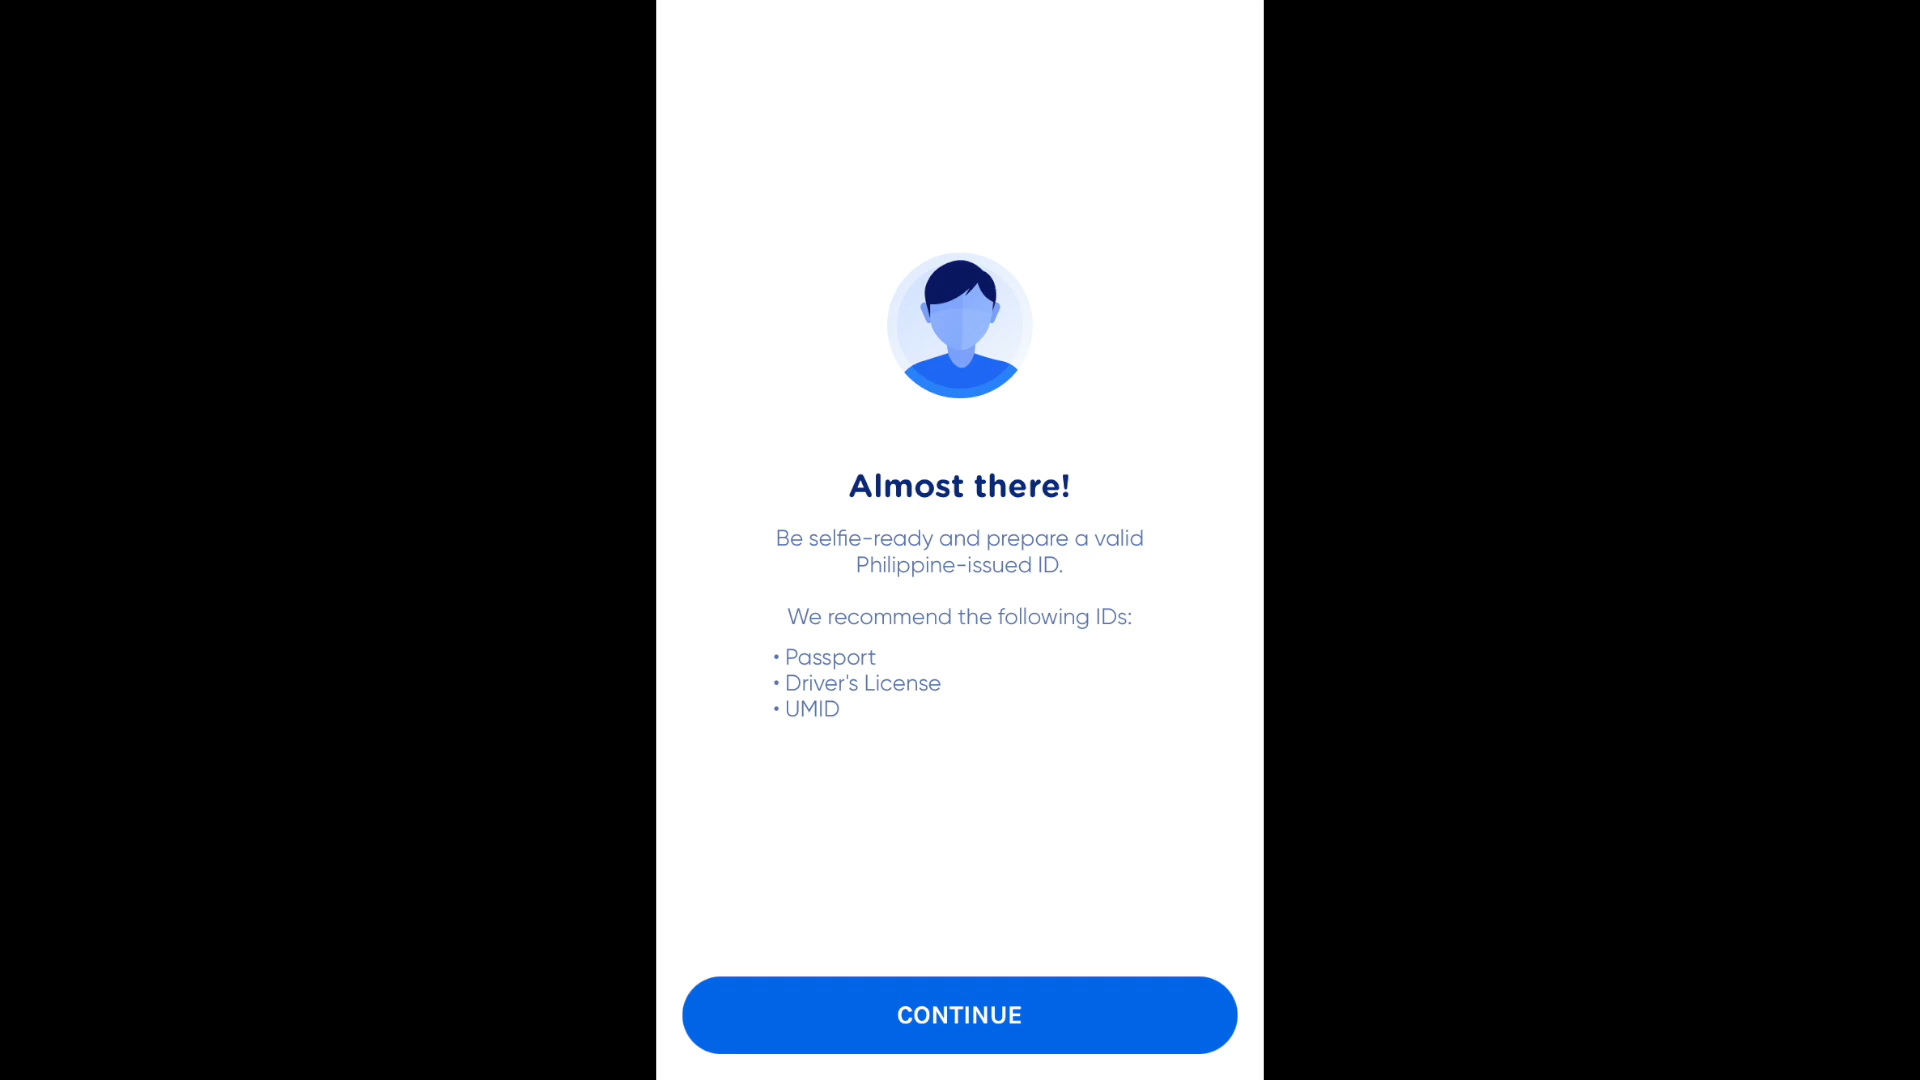 Almost there!
Be selfie-ready and prepare a valid
Philippine-issued ID.
We recommend the following IDs:
• Passport
• Driver's License
• UMID
CONTINUE